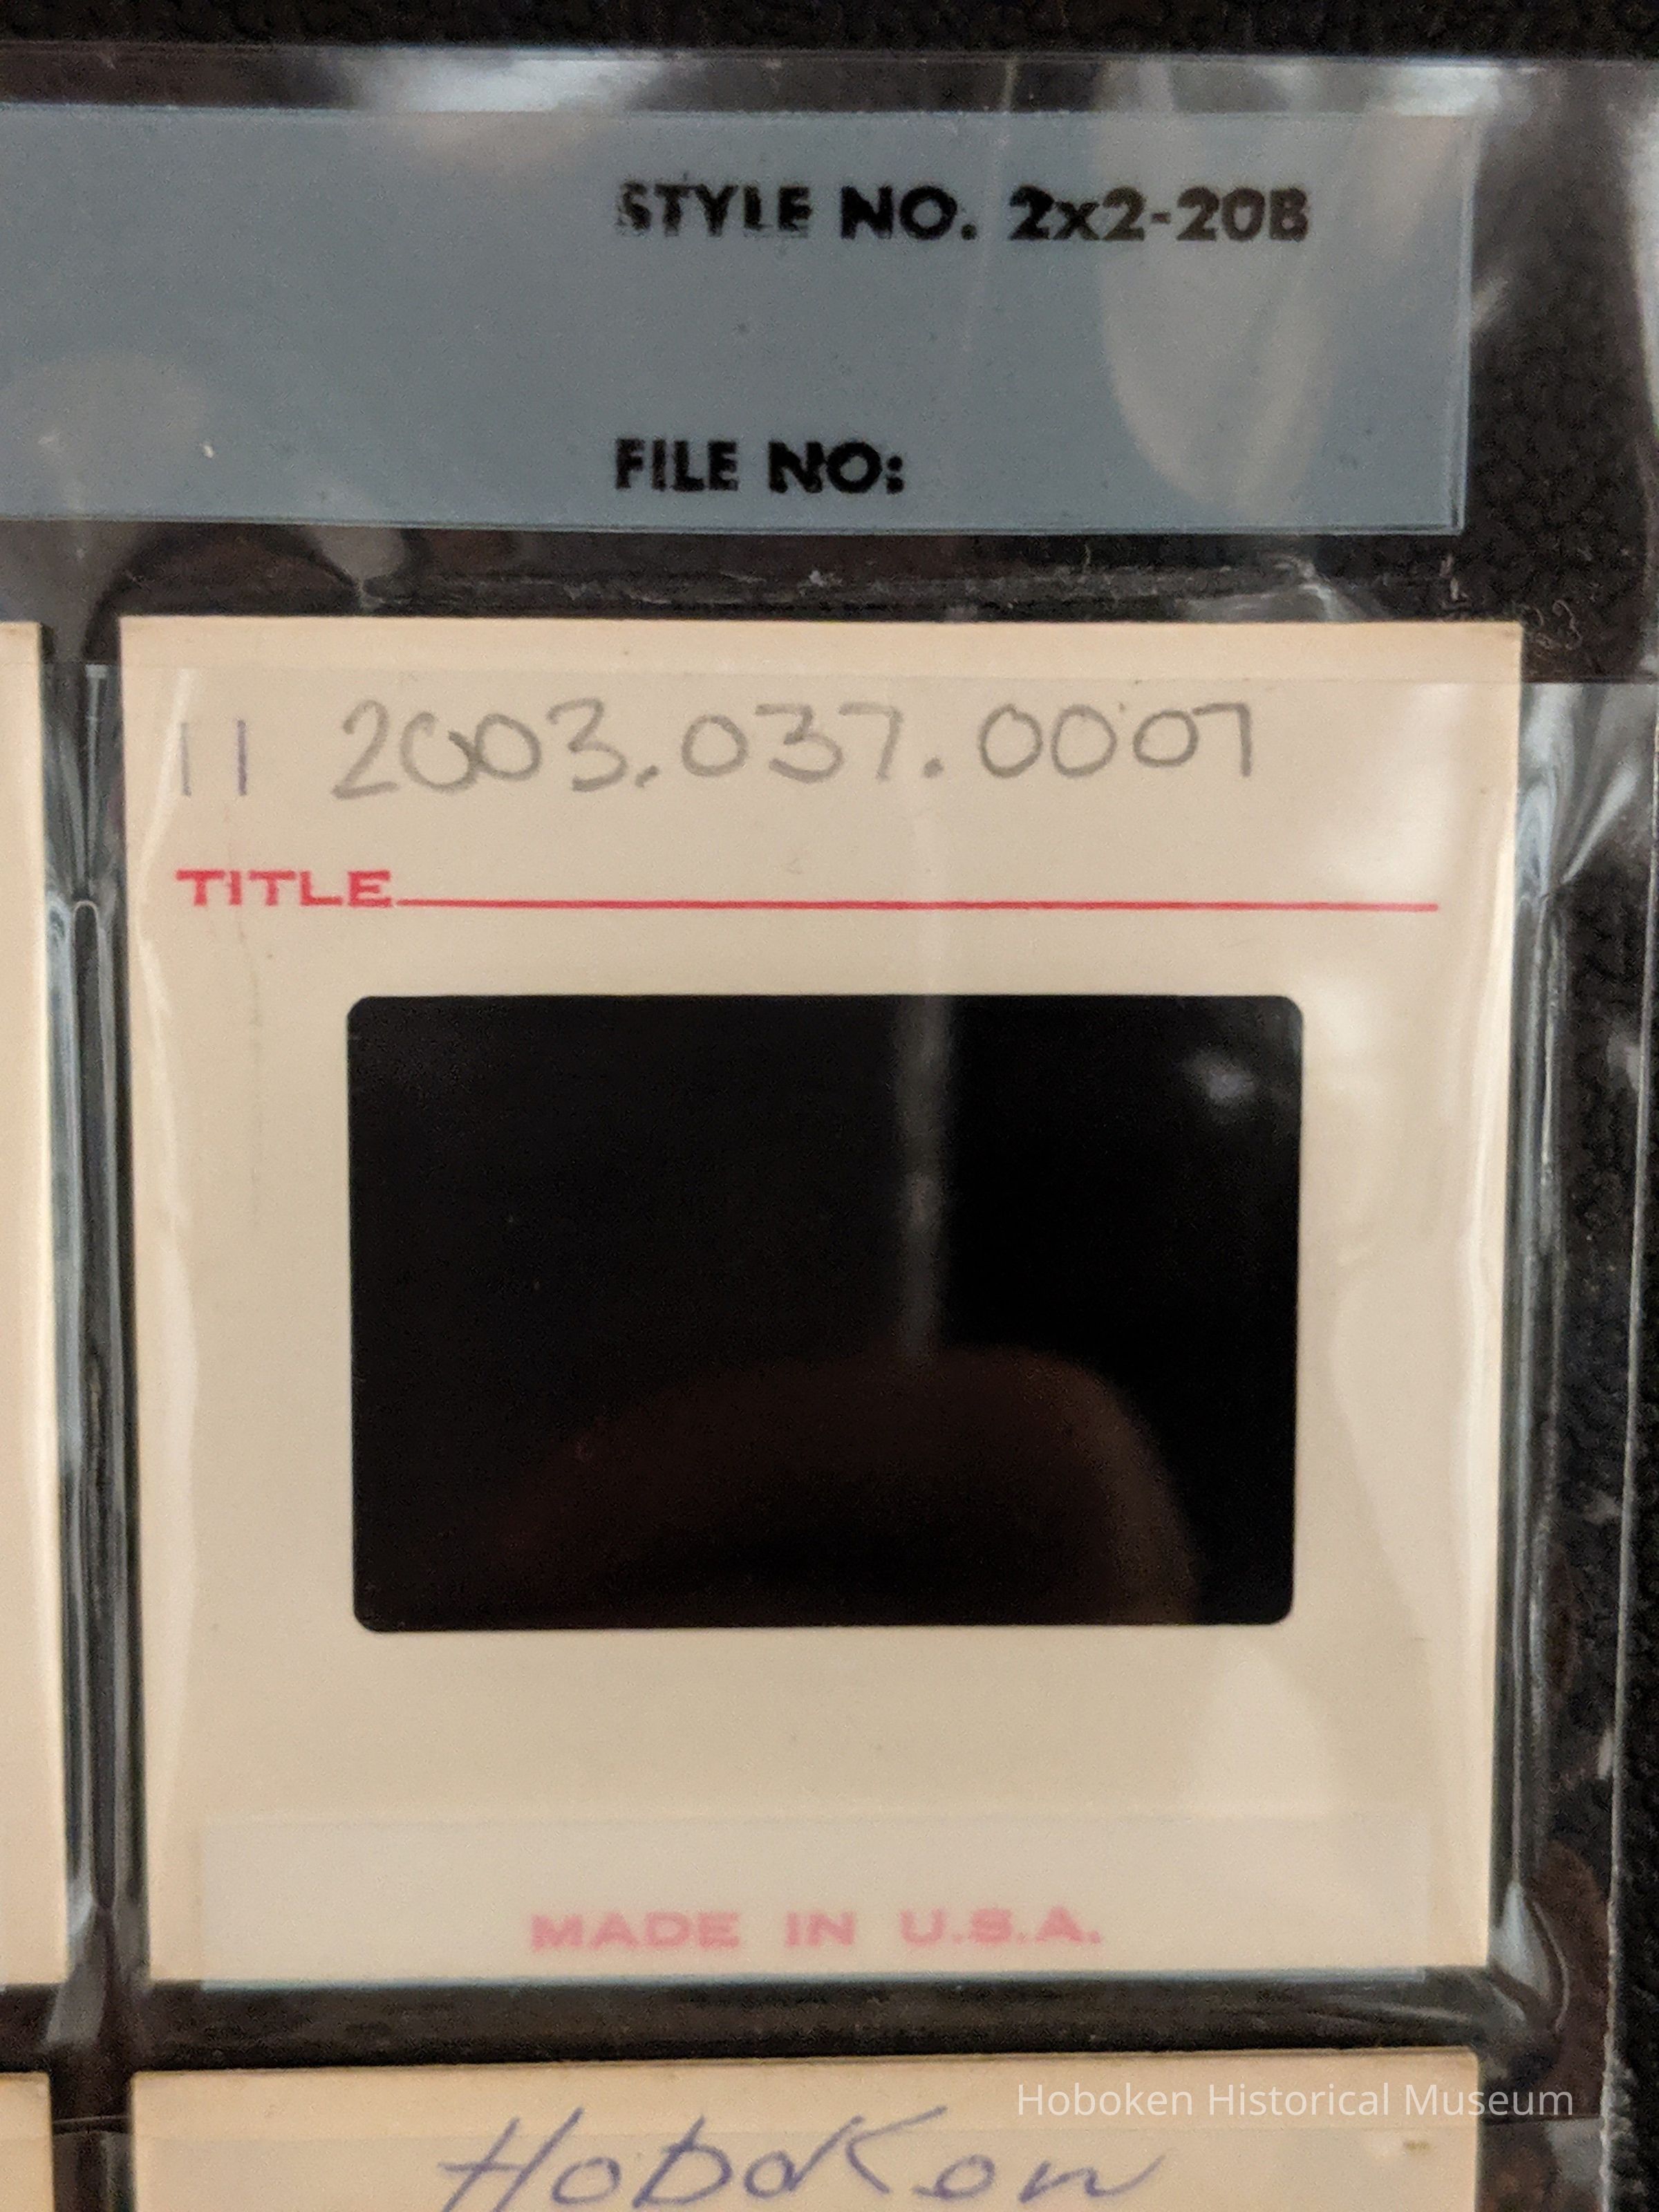 STYLE NO. 2x2-20B
FILE NO:
11 2003.037.0007
TITLE
MADE IN U.S.A.
Hoboken Historical Museum
Hoboken